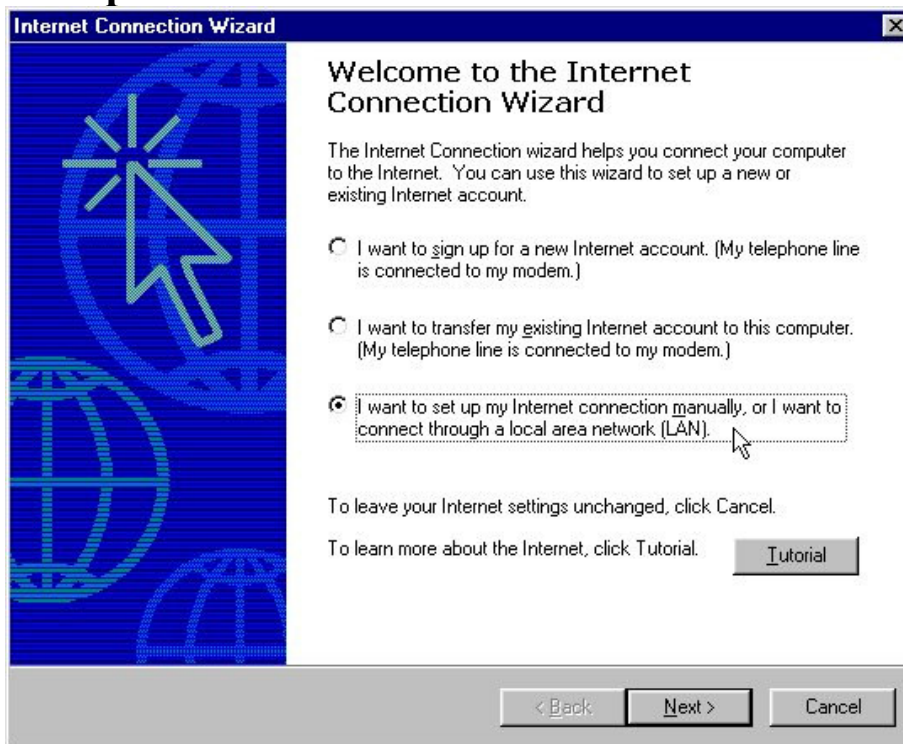 Internet Connection Wizard
Welcome to the Internet
Connection Wizard
The Internet Connection wizard helps you connect your computer
to the Internet. You can use this wizard to set up a new or
existing Internet account.
I want to sign up for a new Internet account. (My telephone line
is connected to my modem.)
I want to transfer my existing Internet account to this computer.
(My telephone line is connected to my modem.)
I want to set up my Internet connection manually, or I want to
connect through a local area network (LAN).
To leave your Internet settings unchanged, click Cancel.
To learn more about the Internet, click Tutorial.
Tutorial
< Back
Next >
Cancel